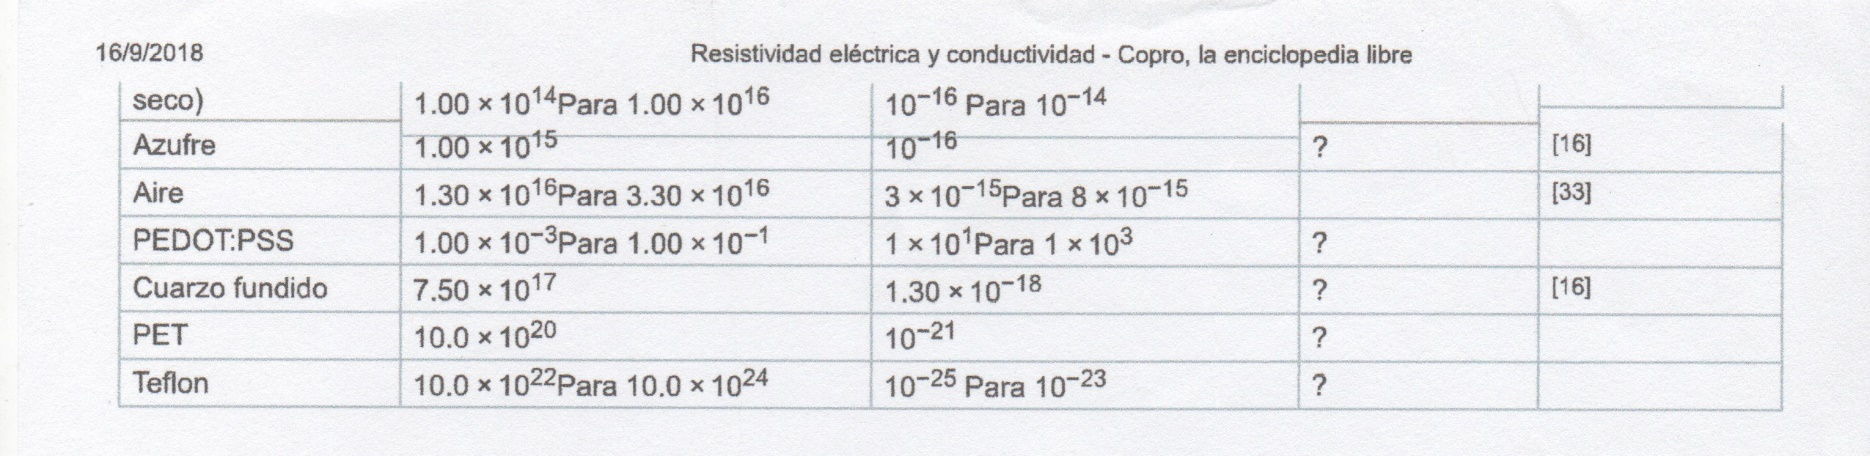 16/9/2018 Resistividad eléctrica y conductividad - Copro, la enciclopedia libre
seco) 1.00 × 10¹⁴Para 1.00 × 10¹⁶ 10⁻¹⁶ Para 10⁻¹⁴
Azufre 1.00 × 10¹⁵ 10⁻¹⁶ ? [16]
Aire 1.30 × 10¹⁶Para 3.30 × 10¹⁶ 3 × 10⁻¹⁵Para 8 × 10⁻¹⁵ [33]
PEDOT:PSS 1.00 × 10⁻³Para 1.00 × 10⁻¹ 1 × 10¹Para 1 × 10³ ?
Cuarzo fundido 7.50 × 10¹⁷ 1.30 × 10⁻¹⁸ ? [16]
PET 10.0 × 10²⁰ 10⁻²¹ ?
Teflon 10.0 × 10²²Para 10.0 × 10²⁴ 10⁻²⁵ Para 10⁻²³ ?